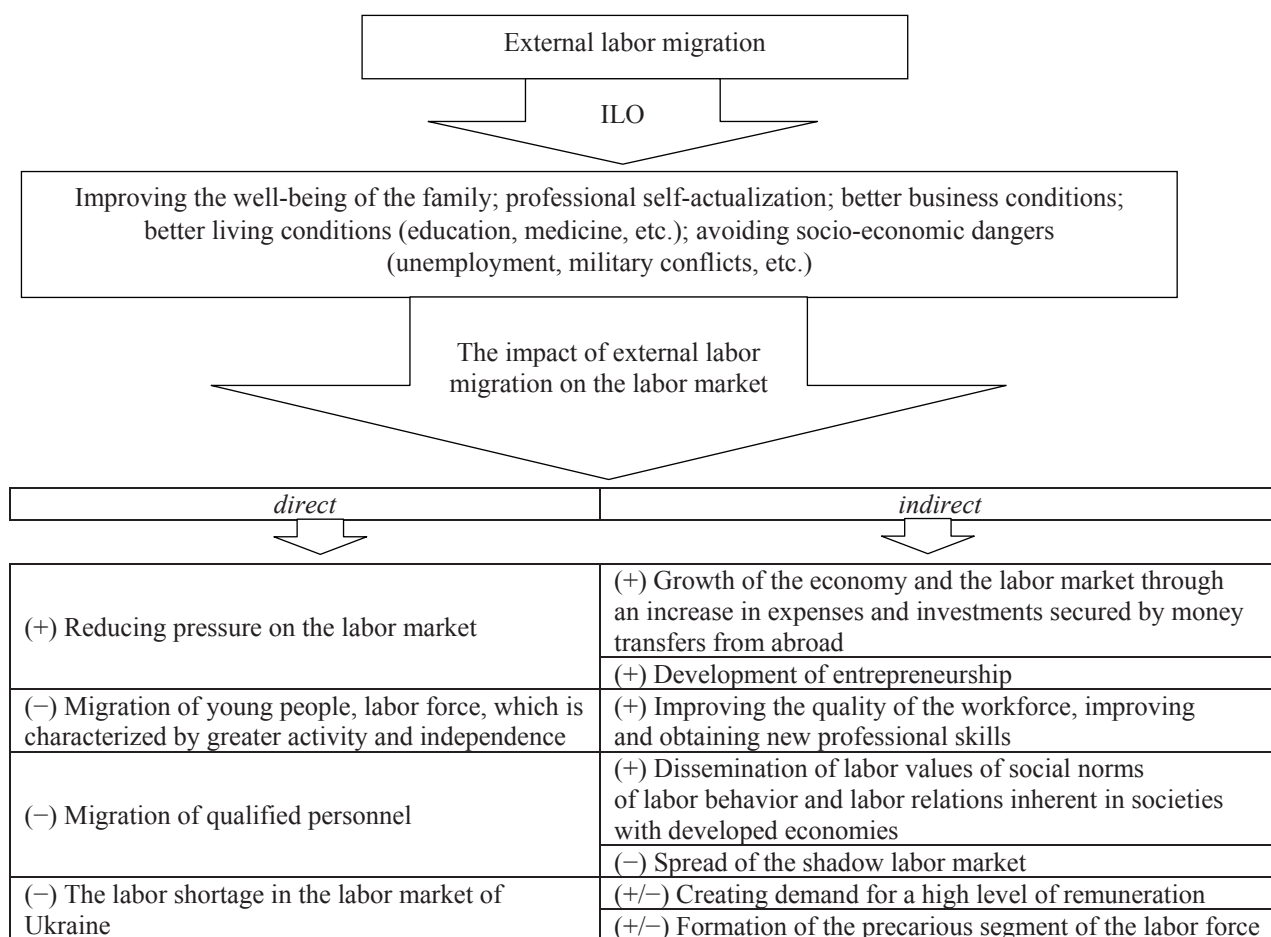 External labor migration
ILO
Improving the well-being of the family; professional self-actualization; better business conditions;
better living conditions (education, medicine, etc.); avoiding socio-economic dangers
(unemployment, military conflicts, etc.)
The impact of external labor
migration on the labor market
direct
indirect
(+) Reducing pressure on the labor market
(+) Growth of the economy and the labor market through
an increase in expenses and investments secured by money
transfers from abroad
(+) Development of entrepreneurship
(−) Migration of young people, labor force, which is
characterized by greater activity and independence
(+) Improving the quality of the workforce, improving
and obtaining new professional skills
(−) Migration of qualified personnel
(+) Dissemination of labor values of social norms
of labor behavior and labor relations inherent in societies
with developed economies
(−) Spread of the shadow labor market
(−) The labor shortage in the labor market of
Ukraine
(+/−) Creating demand for a high level of remuneration
(+/−) Formation of the precarious segment of the labor force